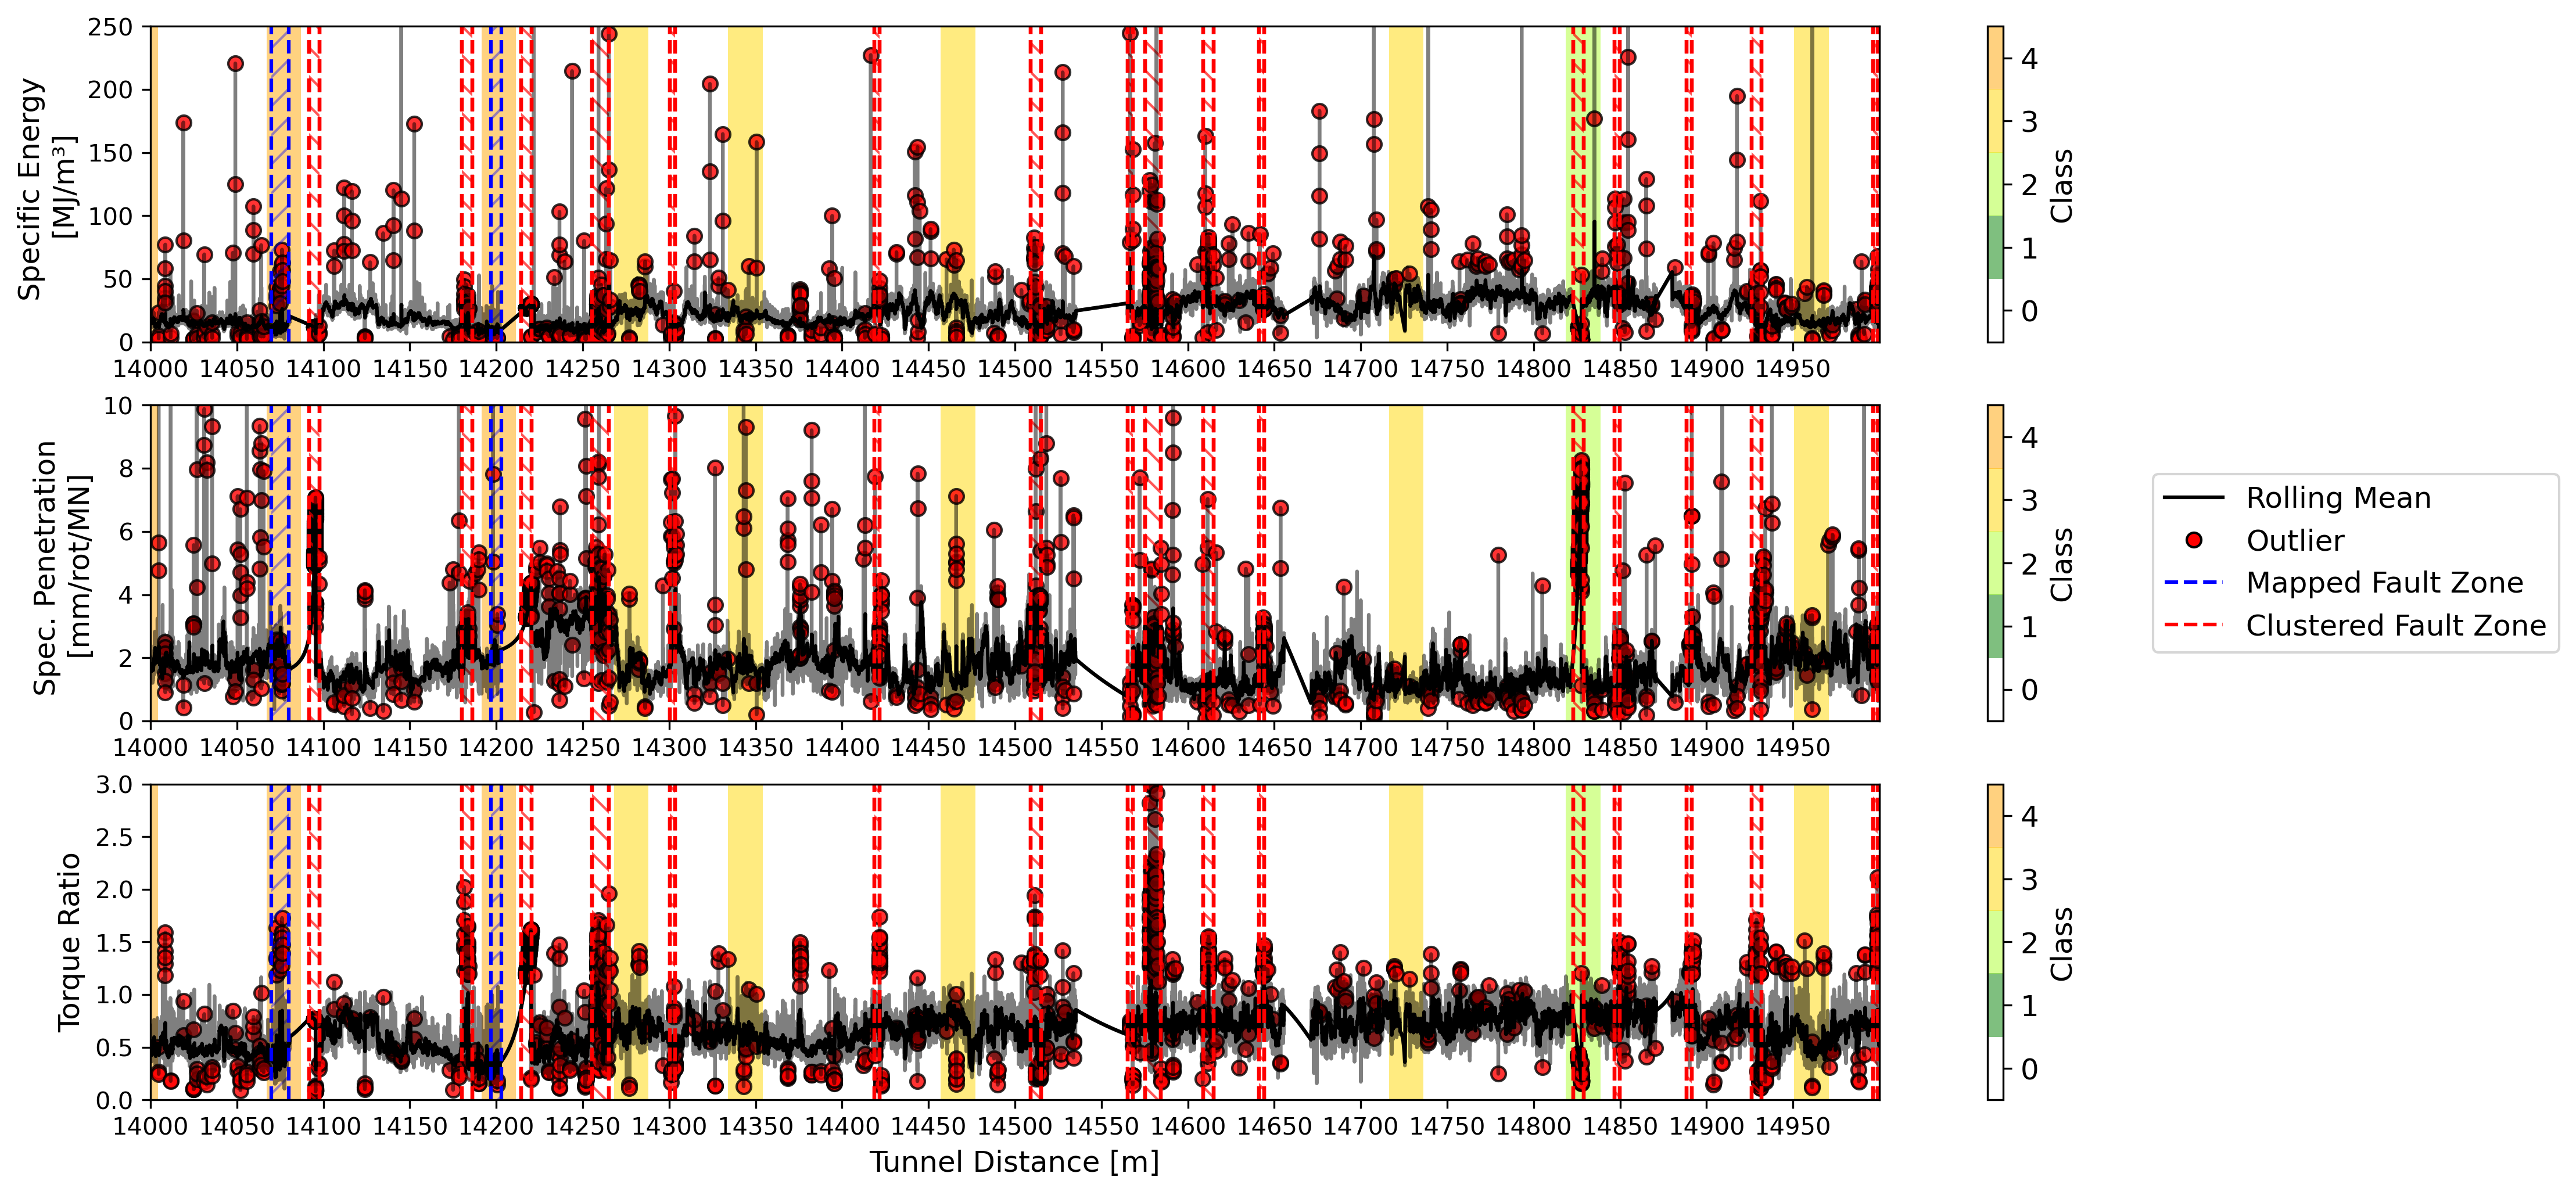 250
200
150
100
50
0
Specific Energy
[MJ/m³]
14000 14050 14100 14150 14200 14250 14300 14350 14400 14450 14500 14550 14600 14650 14700 14750 14800 14850 14900 14950
4
3
2
1
0
Class
10
8
6
4
2
0
Spec. Penetration
[mm/rot/MN]
14000 14050 14100 14150 14200 14250 14300 14350 14400 14450 14500 14550 14600 14650 14700 14750 14800 14850 14900 14950
4
3
2
1
0
Class
Rolling Mean
Outlier
Mapped Fault Zone
Clustered Fault Zone
3.0
2.5
2.0
1.5
1.0
0.5
0.0
Torque Ratio
14000 14050 14100 14150 14200 14250 14300 14350 14400 14450 14500 14550 14600 14650 14700 14750 14800 14850 14900 14950
Tunnel Distance [m]
4
3
2
1
0
Class